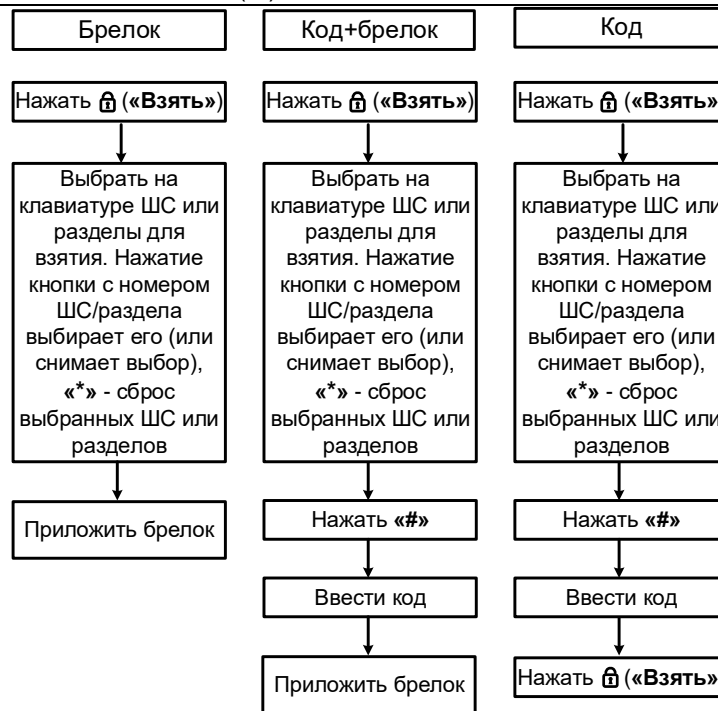 Брелок
Нажать («Взять»)
Выбрать на
клавиатуре ШС или
разделы для
взятия. Нажатие
кнопки с номером
ШС/раздела
выбирает его (или
снимает выбор),
«*» - сброс
выбранных ШС или
разделов
Приложить брелок
Код+брелок
Нажать («Взять»)
Выбрать на
клавиатуре ШС или
разделы для
взятия. Нажатие
кнопки с номером
ШС/раздела
выбирает его (или
снимает выбор),
«*» - сброс
выбранных ШС или
разделов
Нажать «#»
Ввести код
Приложить брелок
Код
Нажать («Взять»
Выбрать на
клавиатуре ШС или
разделы для
взятия. Нажатие
кнопки с номером
ШС/раздела
выбирает его (или
снимает выбор),
«*» - сброс
выбранных ШС или
разделов
Нажать «#»
Ввести код
Нажать («Взять»